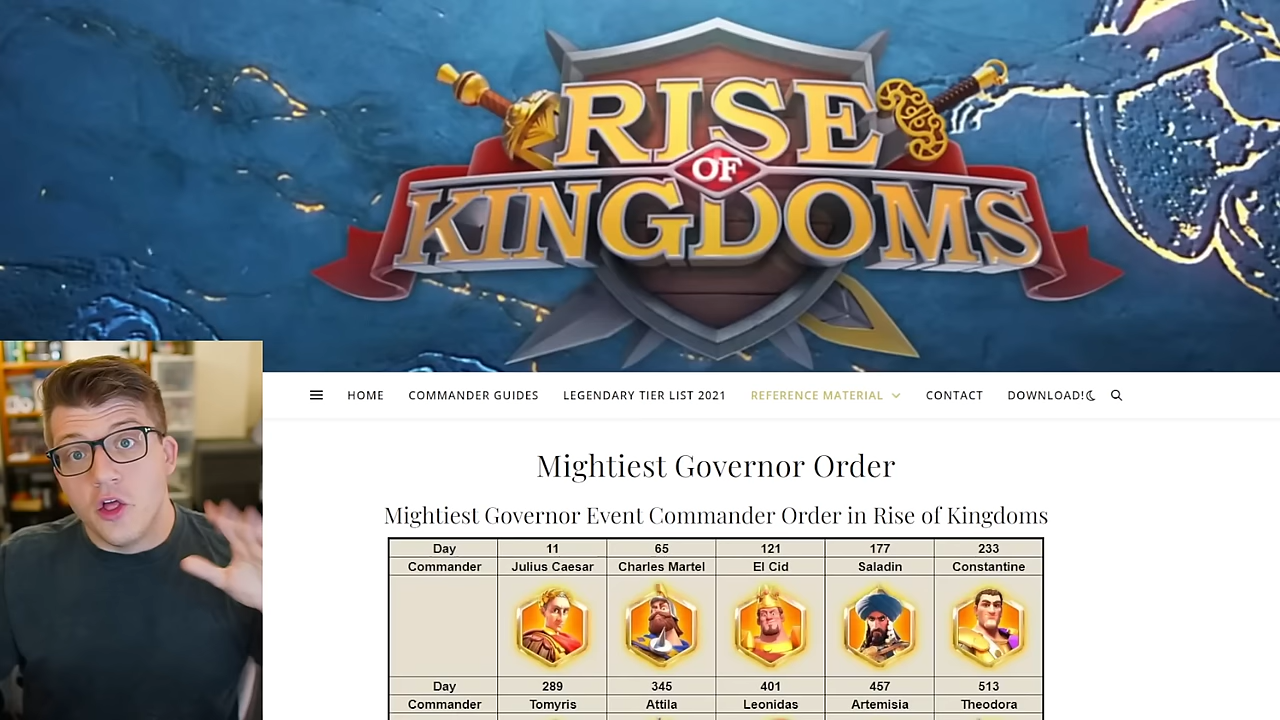 RISE
OF
KINGDOMS
HOME COMMANDER GUIDES LEGENDARY TIER LIST 2021 REFERENCE MATERIAL CONTACT DOWNLOAD!
Mightiest Governor Order
Mightiest Governor Event Commander Order in Rise of Kingdoms
Day 11 65 121 177 233
Commander Julius Caesar Charles Martel El Cid Saladin Constantine
Day 289 345 401 457 513
Commander Tomyris Attila Leonidas Artemisia Theodora